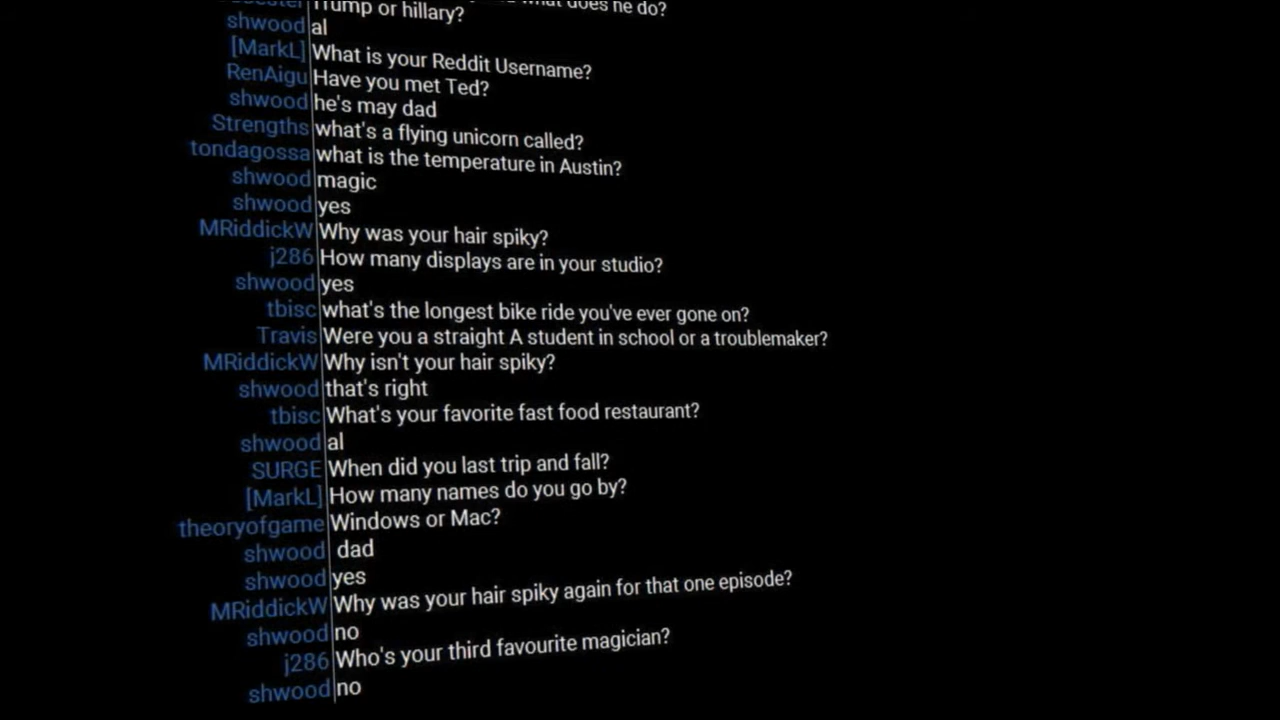 what does he do?
shwood al
[MarkL] What is your Reddit Username?
RenAigu Have you met Ted?
shwood he's may dad
Strengths what's a flying unicorn called?
tondagossa what is the temperature in Austin?
shwood magic
shwood yes
MRiddickW Why was your hair spiky?
j286 How many displays are in your studio?
shwood yes
tbisc what's the longest bike ride you've ever gone on?
Travis Were you a straight A student in school or a troublemaker?
MRiddickW Why isn't your hair spiky?
shwood that's right
tbisc What's your favorite fast food restaurant?
shwood al
SURGE When did you last trip and fall?
[MarkL] How many names do you go by?
theoryofgame Windows or Mac?
shwood dad
shwood yes
MRiddickW Why was your hair spiky again for that one episode?
shwood no
j286 Who's your third favourite magician?
shwood no